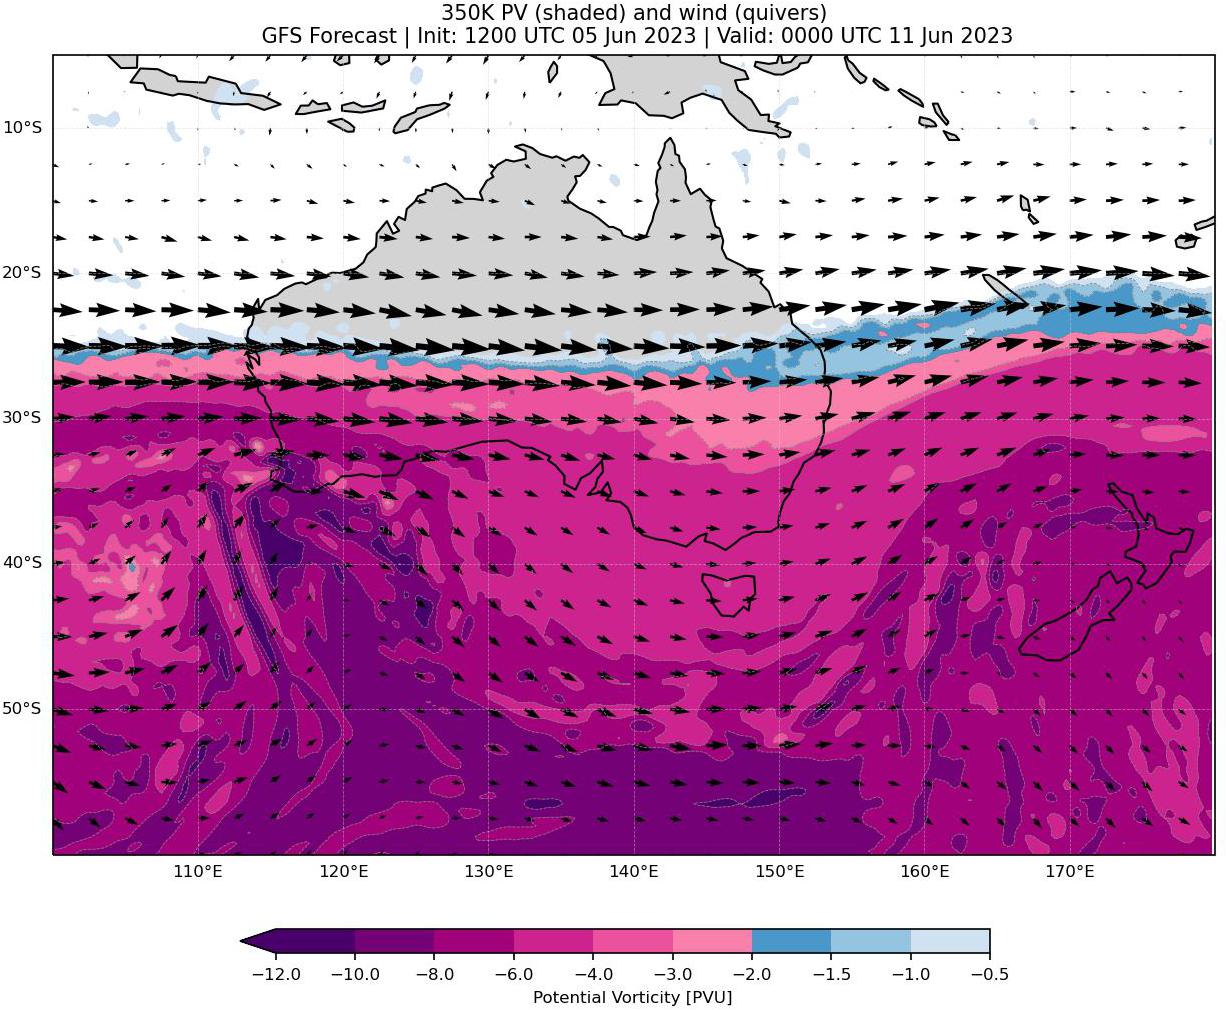 350K PV (shaded) and wind (quivers)
GFS Forecast | Init: 1200 UTC 05 Jun 2023 | Valid: 0000 UTC 11 Jun 2023
10°S
20°S
30°S
40°S
50°S
110°E 120°E 130°E 140°E 150°E 160°E 170°E
−12.0 −10.0 −8.0 −6.0 −4.0 −3.0 −2.0 −1.5 −1.0 −0.5
Potential Vorticity [PVU]